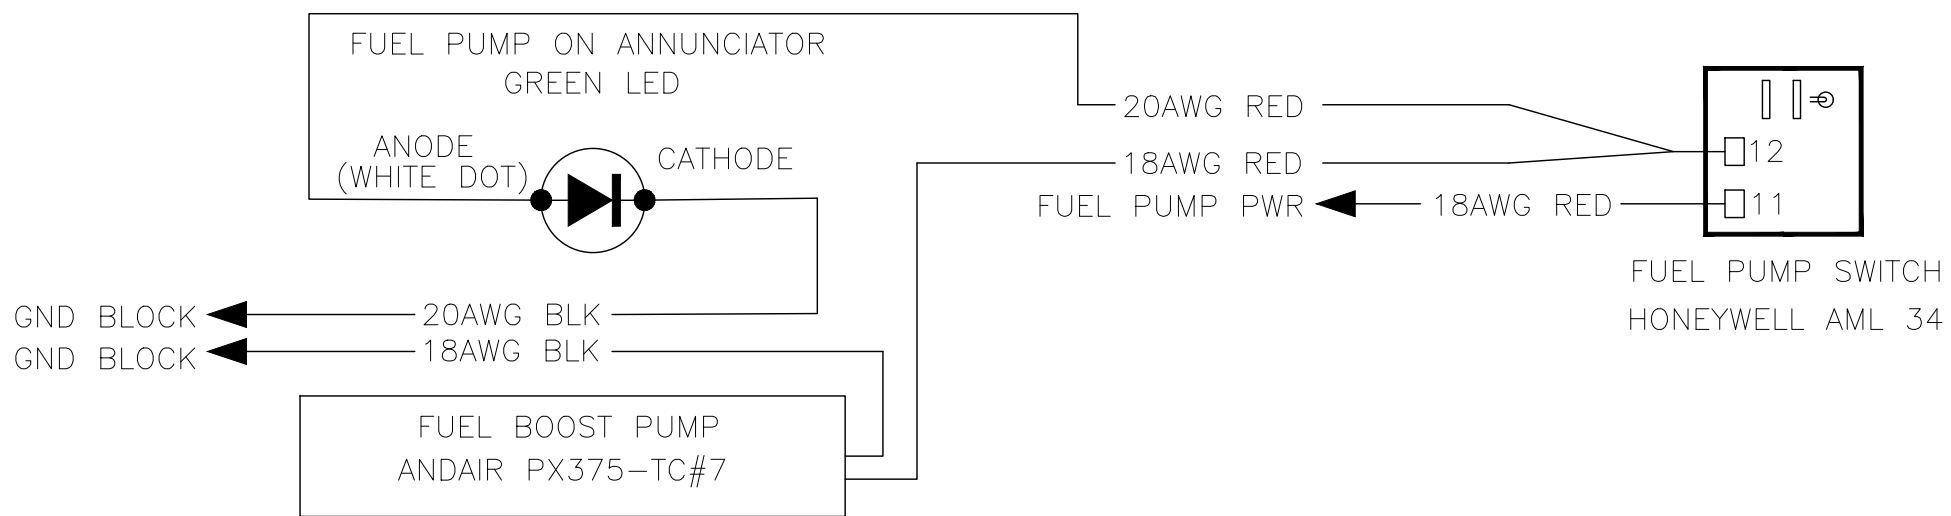 FUEL PUMP ON ANNUNCIATOR
GREEN LED
20AWG RED
ANODE
(WHITE DOT)
CATHODE
18AWG RED
12
FUEL PUMP PWR
18AWG RED
11
FUEL PUMP SWITCH
HONEYWELL AML 34
GND BLOCK
20AWG BLK
GND BLOCK
18AWG BLK
FUEL BOOST PUMP
ANDAIR PX375-TC#7